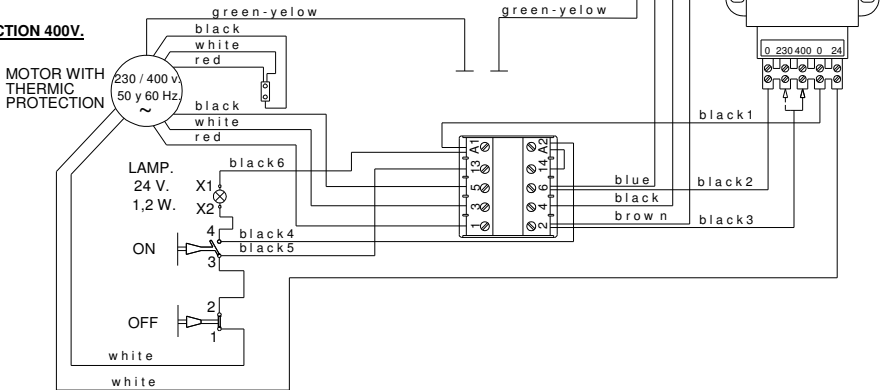 green-yelow
green-yelow
CTION 400V.
black
white
red
MOTOR WITH
THERMIC
PROTECTION
230 / 400 v.
50 y 60 Hz.
~
0 230 400 0 24
black
white
red
black1
A1
A2
13
14
5
6
3
4
1
2
LAMP.
24 V.
1,2 W.
X1
X2
black6
blue
black2
black
brown
black3
4
black4
black5
ON
3
2
OFF
1
white
white